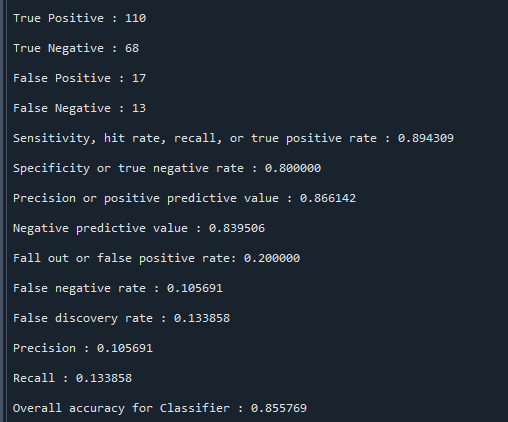 True Positive : 110
True Negative : 68
False Positive : 17
False Negative : 13
Sensitivity, hit rate, recall, or true positive rate : 0.894309
Specificity or true negative rate : 0.800000
Precision or positive predictive value : 0.866142
Negative predictive value : 0.839506
Fall out or false positive rate: 0.200000
False negative rate : 0.105691
False discovery rate : 0.133858
Precision : 0.105691
Recall : 0.133858
Overall accuracy for Classifier : 0.855769